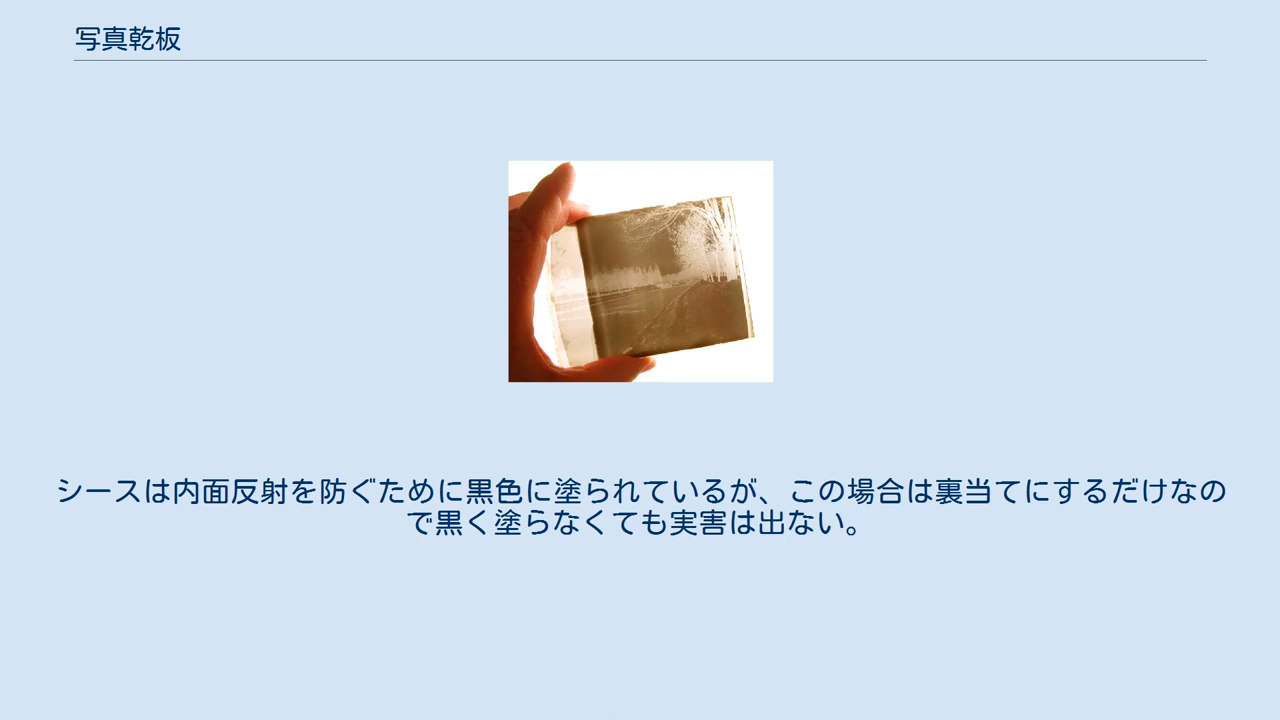 写真乾板
シースは内面反射を防ぐために黒色に塗られているが、この場合は裏当てにするだけなの
で黒く塗らなくても実害は出ない。